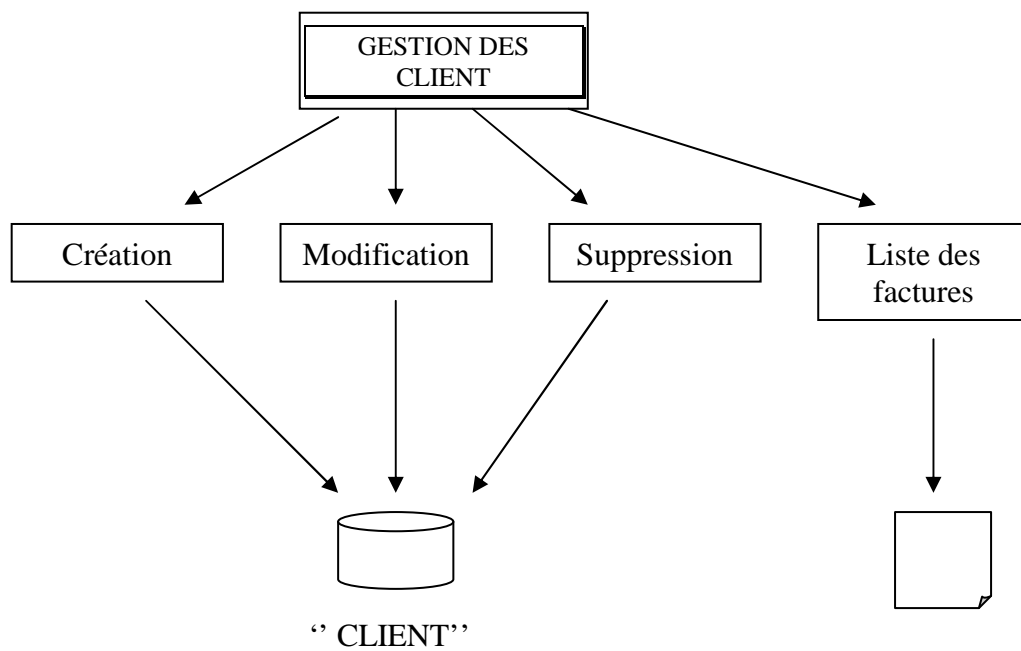 GESTION DES
CLIENT
Création
Modification
Suppression
Liste des
factures
‘’ CLIENT’’